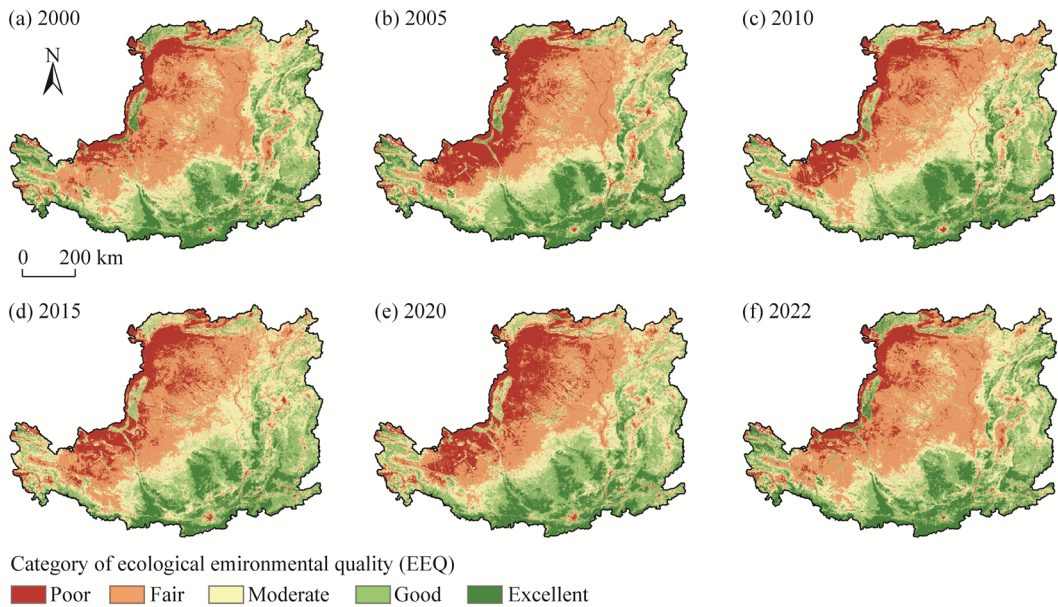 (a) 2000
(b) 2005
(c) 2010
N
0 200 km
(d) 2015
(e) 2020
(f) 2022
Category of ecological emironmental quality (EEQ)
Poor Fair Moderate Good Excellent